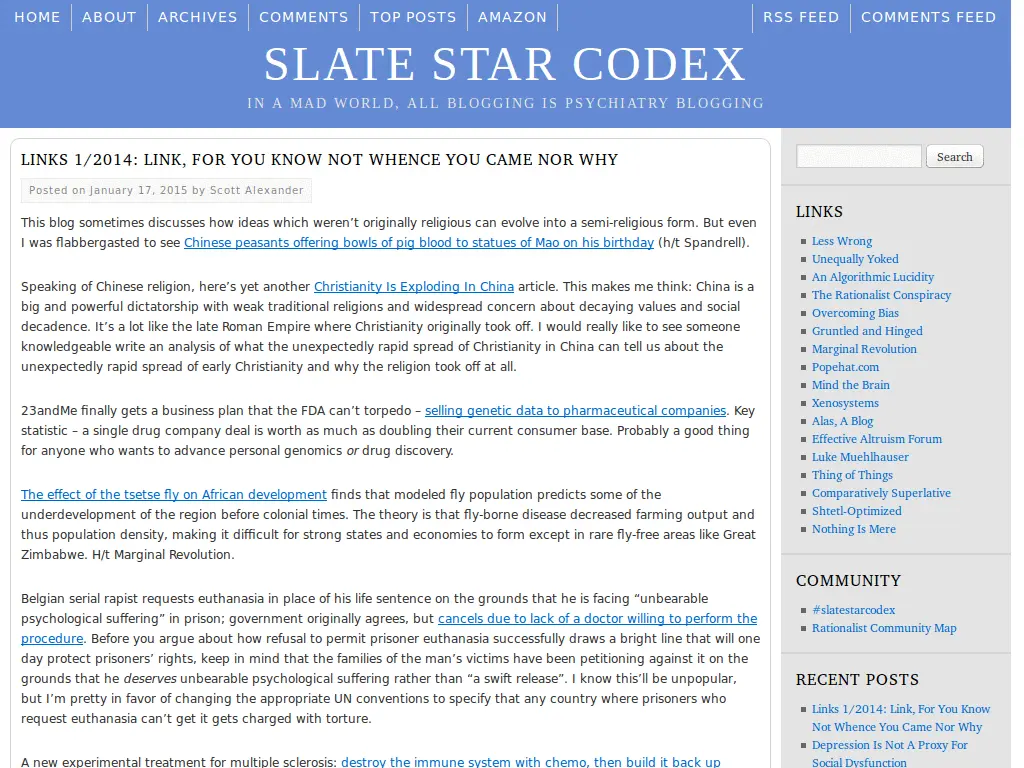 HOME ABOUT ARCHIVES COMMENTS TOP POSTS AMAZON RSS FEED COMMENTS FEED
SLATE STAR CODEX
IN A MAD WORLD, ALL BLOGGING IS PSYCHIATRY BLOGGING
LINKS 1/2014: LINK, FOR YOU KNOW NOT WHENCE YOU CAME NOR WHY
Posted on January 17, 2015 by Scott Alexander
This blog sometimes discusses how ideas which weren’t originally religious can evolve into a semi-religious form. But even
I was flabbergasted to see Chinese peasants offering bowls of pig blood to statues of Mao on his birthday (h/t Spandrell).
Speaking of Chinese religion, here’s yet another Christianity Is Exploding In China article. This makes me think: China is a
big and powerful dictatorship with weak traditional religions and widespread concern about decaying values and social
decadence. It’s a lot like the late Roman Empire where Christianity originally took off. I would really like to see someone
knowledgeable write an analysis of what the unexpectedly rapid spread of Christianity in China can tell us about the
unexpectedly rapid spread of early Christianity and why the religion took off at all.
23andMe finally gets a business plan that the FDA can’t torpedo – selling genetic data to pharmaceutical companies. Key
statistic – a single drug company deal is worth as much as doubling their current consumer base. Probably a good thing
for anyone who wants to advance personal genomics or drug discovery.
The effect of the tsetse fly on African development finds that modeled fly population predicts some of the
underdevelopment of the region before colonial times. The theory is that fly-borne disease decreased farming output and
thus population density, making it difficult for strong states and economies to form except in rare fly-free areas like Great
Zimbabwe. H/t Marginal Revolution.
Belgian serial rapist requests euthanasia in place of his life sentence on the grounds that he is facing “unbearable
psychological suffering” in prison; government originally agrees, but cancels due to lack of a doctor willing to perform the
procedure. Before you argue about how refusal to permit prisoner euthanasia successfully draws a bright line that will one
day protect prisoners’ rights, keep in mind that the families of the man’s victims have been petitioning against it on the
grounds that he deserves unbearable psychological suffering rather than “a swift release”. I know this’ll be unpopular,
but I’m pretty in favor of changing the appropriate UN conventions to specify that any country where prisoners who
request euthanasia can’t get it gets charged with torture.
A new experimental treatment for multiple sclerosis: destroy the immune system with chemo, then build it back up
Search
LINKS
Less Wrong
Unequally Yoked
An Algorithmic Lucidity
The Rationalist Conspiracy
Overcoming Bias
Gruntled and Hinged
Marginal Revolution
Popehat.com
Mind the Brain
Xenosystems
Alas, A Blog
Effective Altruism Forum
Luke Muehlhauser
Thing of Things
Comparatively Superlative
Shtetl-Optimized
Nothing Is Mere
COMMUNITY
#slatestarcodex
Rationalist Community Map
RECENT POSTS
Links 1/2014: Link, For You Know
Not Whence You Came Nor Why
Depression Is Not A Proxy For
Social Dysfunction